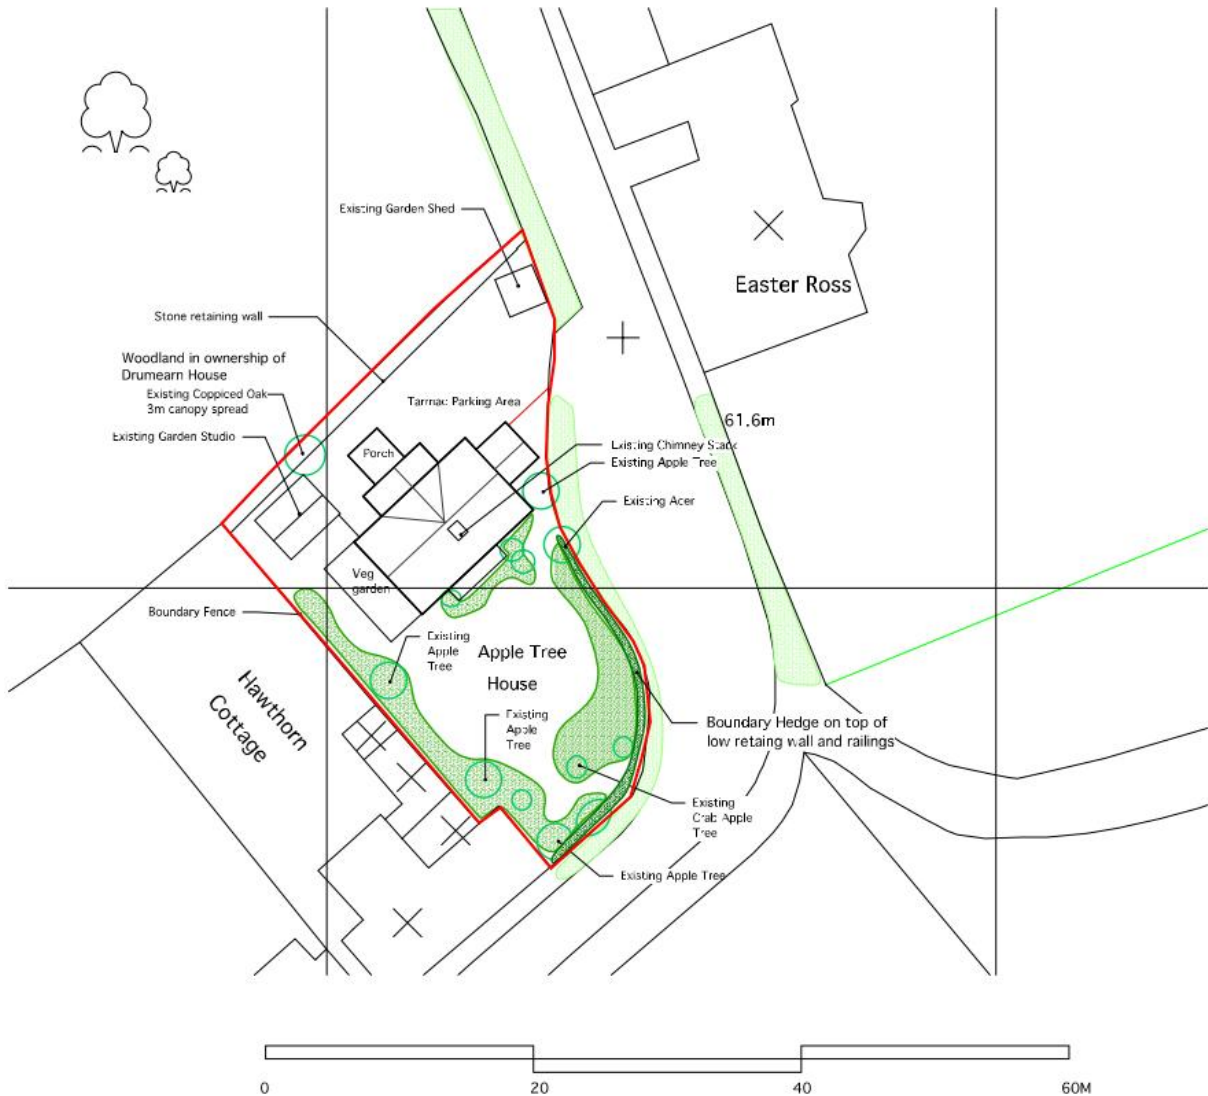 Existing Garden Shed
Easter Ross
Stone retaining wall
Woodland in ownership of
Drumearn House
Existing Coppiced Oak
3m canopy spread
Tarmac Parking Area
61.6m
Existing Garden Studio
Porch
Existing Chimney Stack
Existing Apple Tree
Existing Acer
Veg
garden
Boundary Fence
Existing
Apple
Tree
Apple Tree
House
Hawthorn
Cottage
Existing
Apple
Tree
Boundary Hedge on top of
low retaing wall and railings
Existing
Crab Apple
Tree
Existing Apple Tree
0
20
40
60M